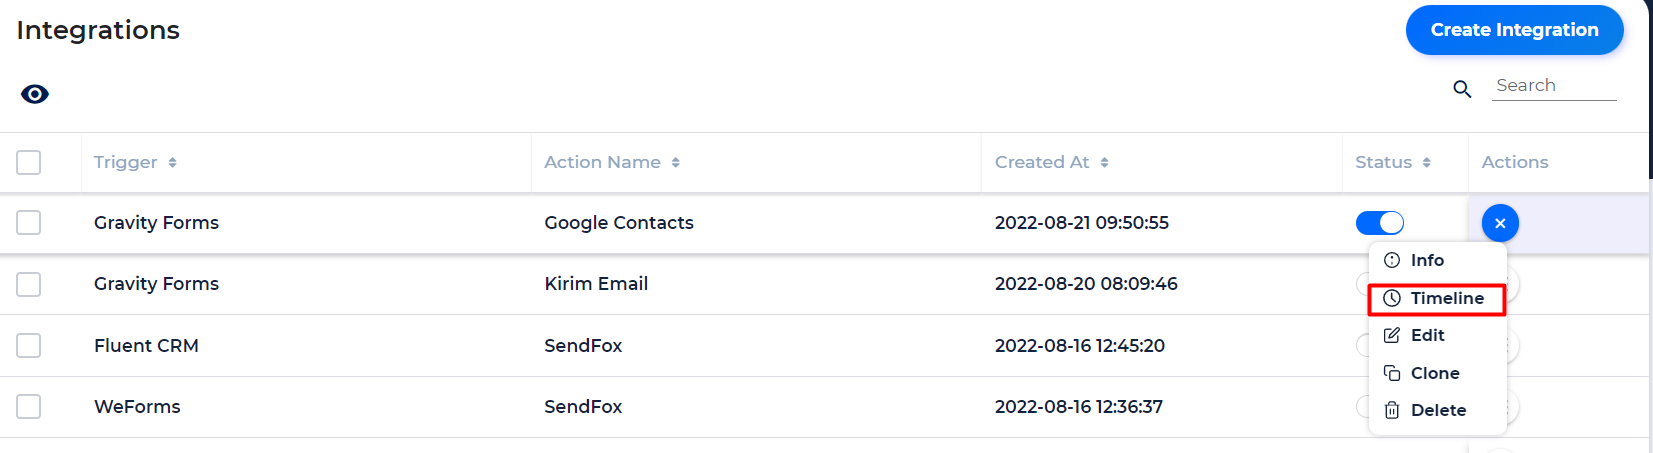 Integrations
Create Integration
Search
Trigger Action Name Created At Status Actions
Gravity Forms Google Contacts 2022-08-21 09:50:55
Info
Gravity Forms Kirim Email 2022-08-20 08:09:46
Timeline
Edit
Fluent CRM SendFox 2022-08-16 12:45:20
Clone
WeForms SendFox 2022-08-16 12:36:37
Delete